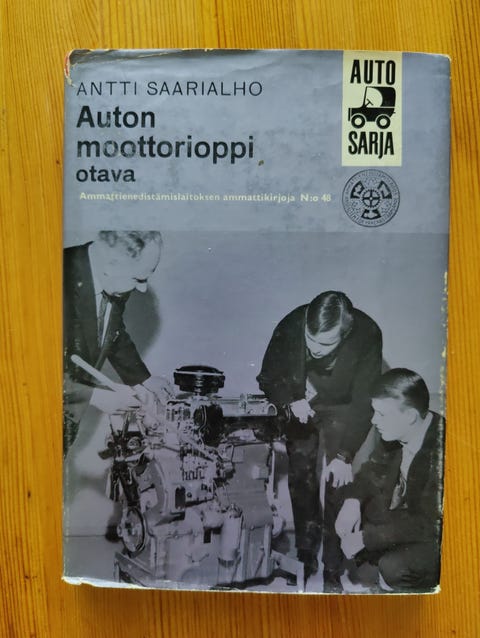 ANTTI SAARIALHO
Auton
moottorioppi
otava
Ammattienedistämislaitoksen ammattikirjoja N:o 48
AUTO
SARJA